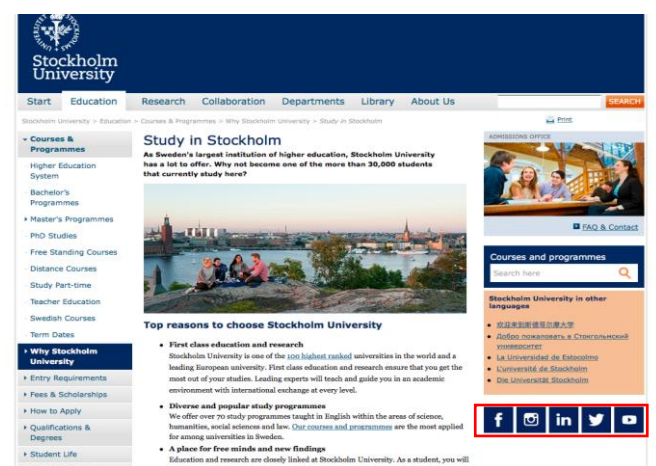 Stockholm
University
Start Education Research Collaboration Departments Library About Us SEARCH
Stockholm University > Education > Courses & Programmes > Why Stockholm University > Study in Stockholm
Print
Courses &
Programmes
Higher Education
System
Bachelor's
Programmes
Master's Programmes
PhD Studies
Free Standing Courses
Distance Courses
Study Part-time
Teacher Education
Swedish Courses
Term Dates
Why Stockholm
University
Entry Requirements
Fees & Scholarships
How to Apply
Qualifications &
Degrees
Student Life
Study in Stockholm
As Sweden's largest institution of higher education, Stockholm University
has a lot to offer. Why not become one of the more than 30,000 students
that currently study here?
Top reasons to choose Stockholm University
• First class education and research
Stockholm University is one of the 100 highest ranked universities in the world and a
leading European university. First class education and research ensure that you get the
most out of your studies. Leading experts will teach and guide you in an academic
environment with international exchange at every level.
• Diverse and popular study programmes
We offer over 70 study programmes taught in English within the areas of science,
humanities, social sciences and law. Our courses and programmes are the most applied
for among universities in Sweden.
• A place for free minds and new findings
Education and research are closely linked at Stockholm University. As a student, you will
ADMISSIONS OFFICE
FAQ & Contact
Courses and programmes
Search here
Stockholm University in other
languages
• 欢迎来到斯德哥尔摩大学
• Добро пожаловать в Стокгольмский
университет
• La Universidad de Estocolmo
• L'université de Stockholm
• Die Universität Stockholm